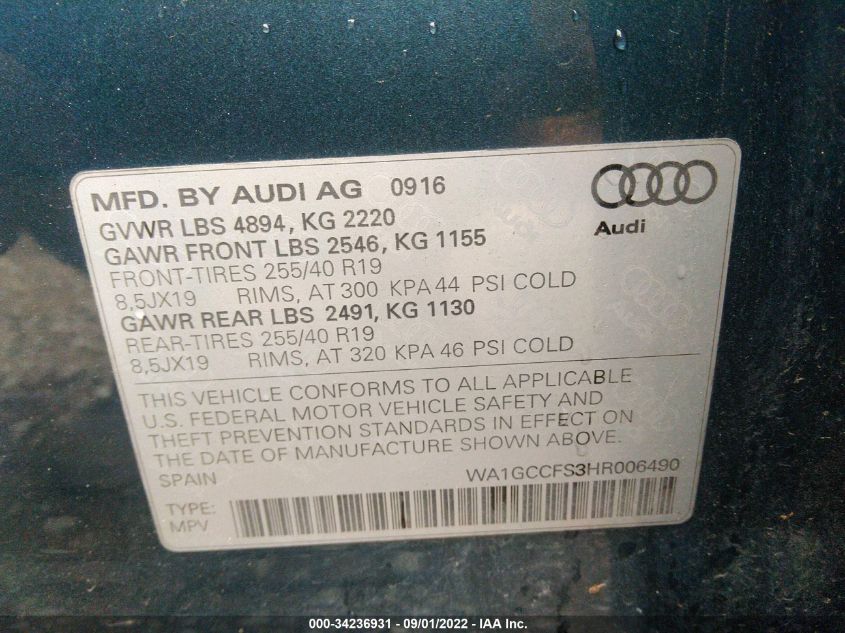 MFD. BY AUDI AG 0916
GVWR LBS 4894, KG 2220
GAWR FRONT LBS 2546, KG 1155
FRONT-TIRES 255/40 R19
8,5JX19 RIMS, AT 300 KPA 44 PSI COLD
GAWR REAR LBS 2491, KG 1130
REAR-TIRES 255/40 R19
8,5JX19 RIMS, AT 320 KPA 46 PSI COLD
Audi
THIS VEHICLE CONFORMS TO ALL APPLICABLE
U.S. FEDERAL MOTOR VEHICLE SAFETY AND
THEFT PREVENTION STANDARDS IN EFFECT ON
THE DATE OF MANUFACTURE SHOWN ABOVE.
SPAIN WA1GCCFS3HR006490
TYPE:
MPV
000-34236931 - 09/01/2022 - IAA Inc.